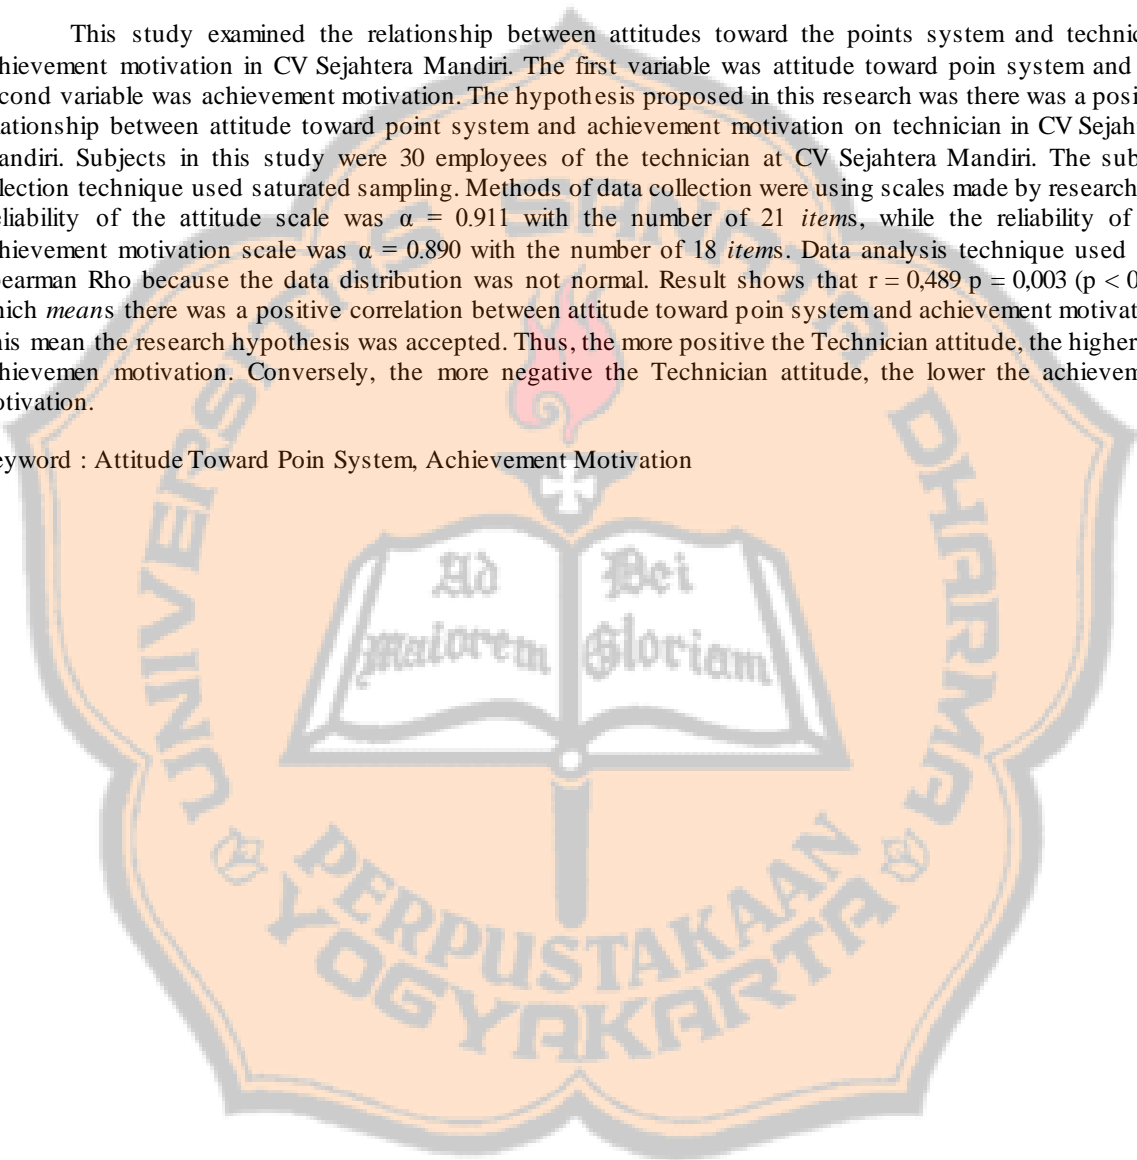 This study examined the relationship between attitudes toward the points system and technic
hievement motivation in CV Sejahtera Mandiri. The first variable was attitude toward poin system and
cond variable was achievement motivation. The hypothesis proposed in this research was there was a posi
lationship between attitude toward point system and achievement motivation on technician in CV Sejah
andiri. Subjects in this study were 30 employees of the technician at CV Sejahtera Mandiri. The sub
lection technique used saturated sampling. Methods of data collection were using scales made by research
eliability of the attitude scale was α = 0.911 with the number of 21 items, while the reliability of
hievement motivation scale was α = 0.890 with the number of 18 items. Data analysis technique used
pearman Rho because the data distribution was not normal. Result shows that r = 0,489 p = 0,003 (p < 0
hich means there was a positive correlation between attitude toward poin system and achievement motivat
his mean the research hypothesis was accepted. Thus, the more positive the Technician attitude, the higher
hievemen motivation. Conversely, the more negative the Technician attitude, the lower the achievem
otivation.
eyword : Attitude Toward Poin System, Achievement Motivation
UNIVERSITAS SANATA DHARMA
Ad Dei
maiorem Gloriam
PERPUSTAKAAN
YOGYAKARTA